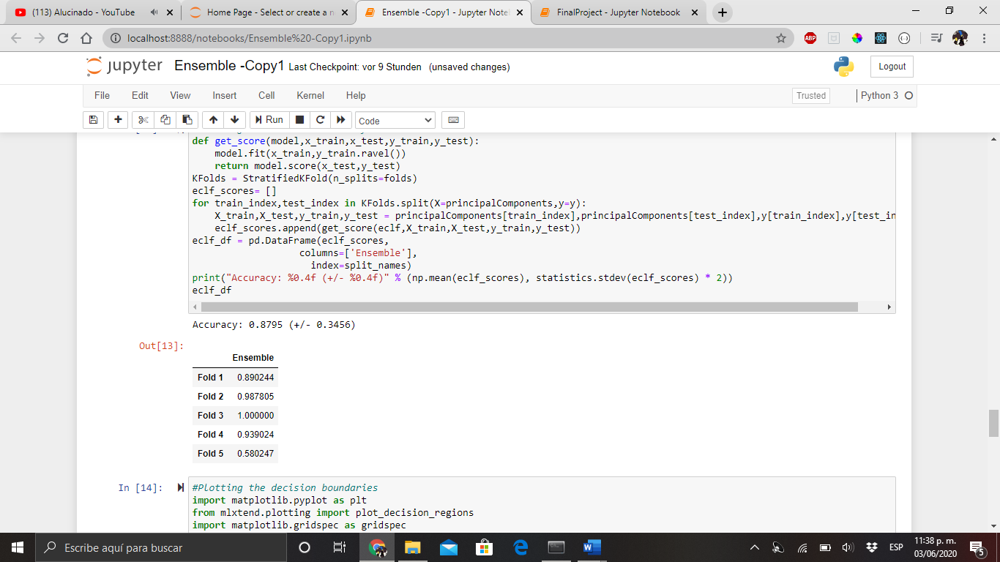 (113) Alucinado - YouTube
Home Page - Select or create a n
Ensemble -Copy1 - Jupyter Note
FinalProject - Jupyter Notebook
localhost:8888/notebooks/Ensemble%20-Copy1.ipynb
ABP
jupyter Ensemble -Copy1 Last Checkpoint: vor 9 Stunden (unsaved changes)
Logout
File Edit View Insert Cell Kernel Help
Trusted
Python 3
Run
Code
def get_score(model,x_train,x_test,y_train,y_test):
    model.fit(x_train,y_train.ravel())
    return model.score(x_test,y_test)
KFolds = StratifiedKFold(n_splits=folds)
eclf_scores= []
for train_index,test_index in KFolds.split(X=principalComponents,y=y):
    X_train,X_test,y_train,y_test = principalComponents[train_index],principalComponents[test_index],y[train_index],y[test_in
    eclf_scores.append(get_score(eclf,X_train,X_test,y_train,y_test))
eclf_df = pd.DataFrame(eclf_scores,
                   columns=['Ensemble'],
                     index=split_names)
print("Accuracy: %0.4f (+/- %0.4f)" % (np.mean(eclf_scores), statistics.stdev(eclf_scores) * 2))
eclf_df
Accuracy: 0.8795 (+/- 0.3456)
Out[13]:
Ensemble
Fold 1 0.890244
Fold 2 0.987805
Fold 3 1.000000
Fold 4 0.939024
Fold 5 0.580247
In [14]:
#Plotting the decision boundaries
import matplotlib.pyplot as plt
from mlxtend.plotting import plot_decision_regions
import matplotlib.gridspec as gridspec
Escribe aquí para buscar
ESP
11:38 p. m.
03/06/2020
5